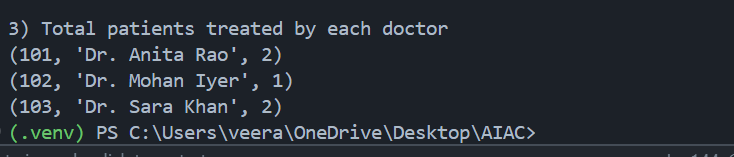 3) Total patients treated by each doctor
(101, 'Dr. Anita Rao', 2)
(102, 'Dr. Mohan Iyer', 1)
(103, 'Dr. Sara Khan', 2)
(.venv) PS C:\Users\veera\OneDrive\Desktop\AIAC>